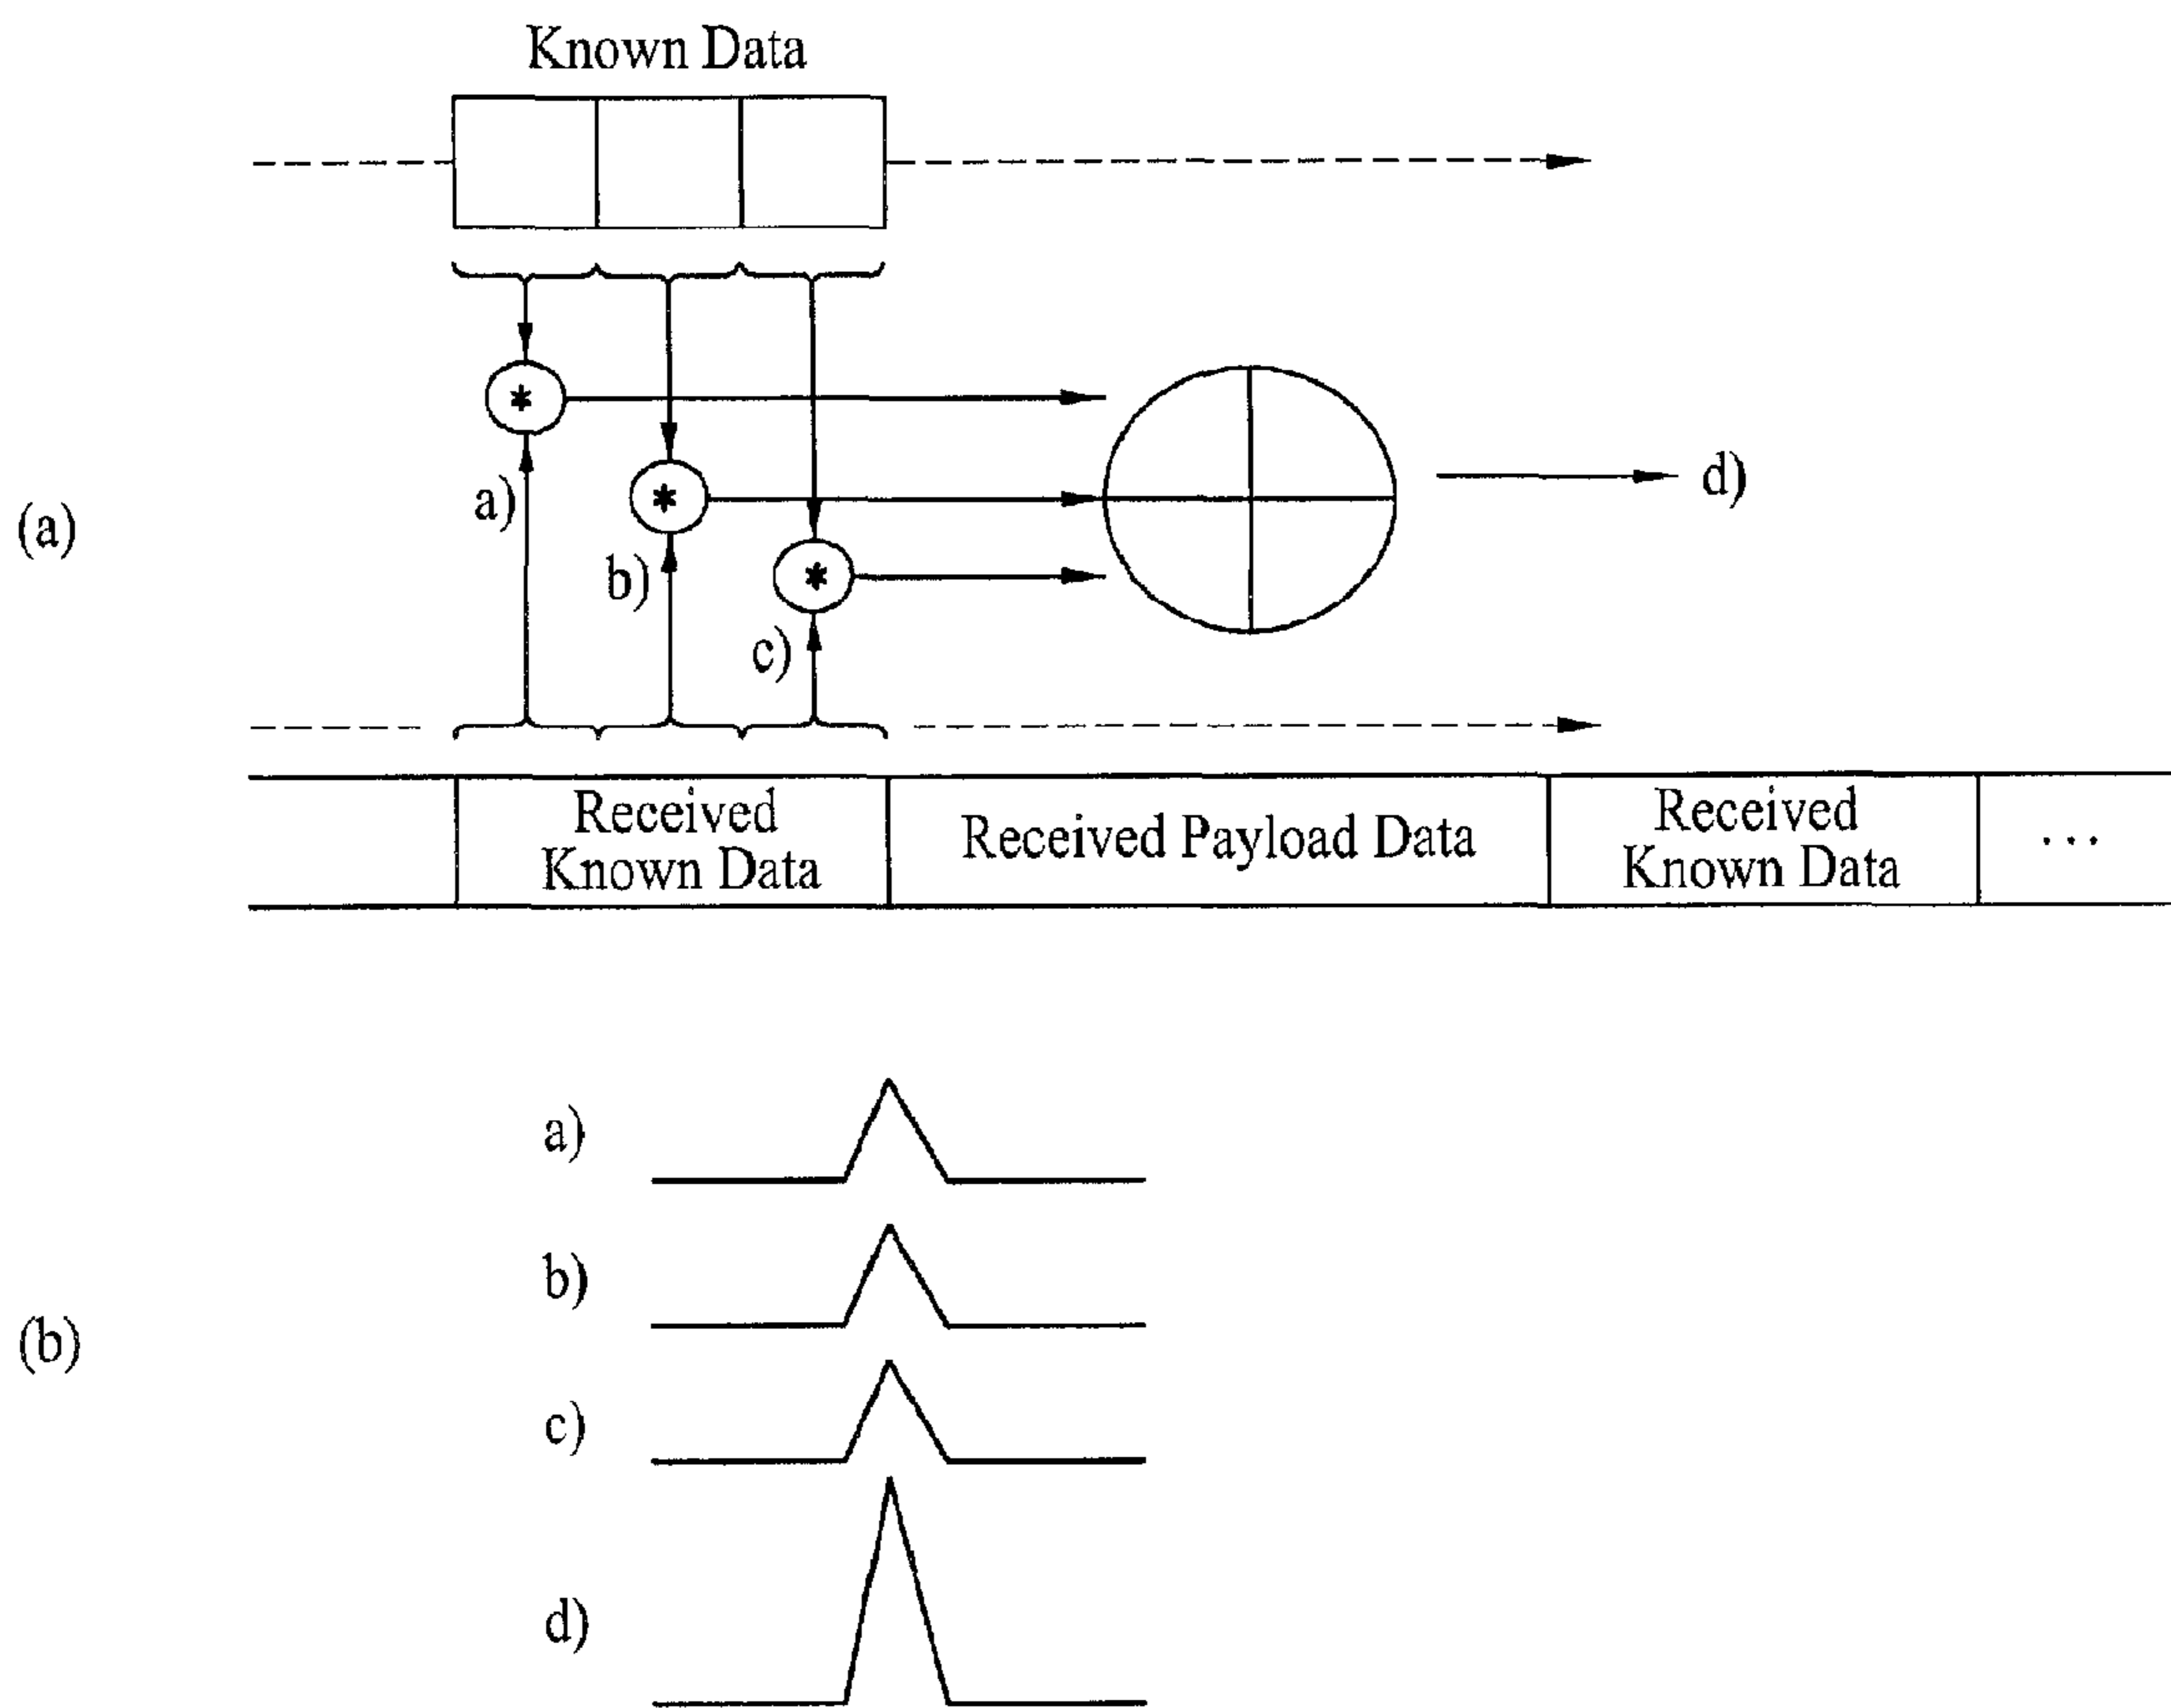 Known Data
*
a)
*
d)
(a)
b)
*
c)
Received
Known Data
Received Payload Data
Received
Known Data
...
a)
b)
(b)
c)
d)